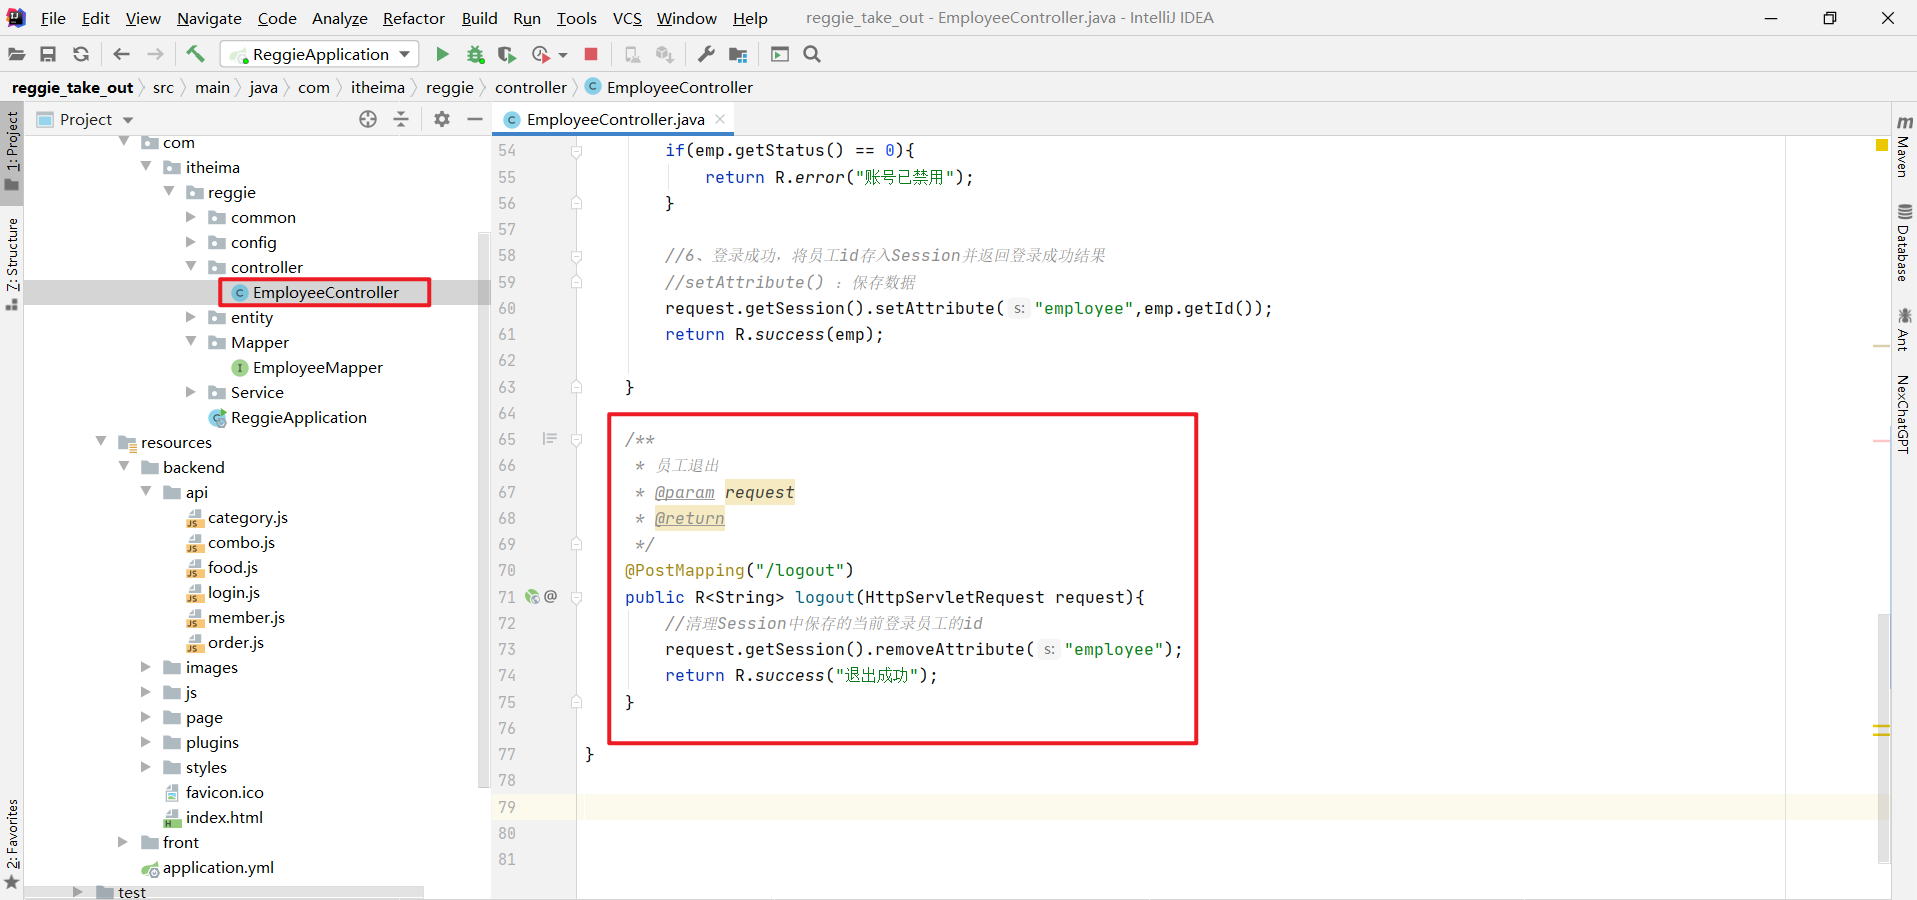 File Edit View Navigate Code Analyze Refactor Build Run Tools VCS Window Help reggie_take_out - EmployeeController.java - IntelliJ IDEA
ReggieApplication
reggie_take_out src main java com itheima reggie controller EmployeeController
1: Project
Z: Structure
2: Favorites
Project
com
itheima
reggie
common
config
controller
EmployeeController
entity
Mapper
EmployeeMapper
Service
ReggieApplication
resources
backend
api
category.js
combo.js
food.js
login.js
member.js
order.js
images
js
page
plugins
styles
favicon.ico
index.html
front
application.yml
test
EmployeeController.java
54 if(emp.getStatus() == 0){
55 return R.error("账号已禁用");
56 }
57
58 //6、登录成功，将员工id存入Session并返回登录成功结果
59 //setAttribute() ：保存数据
60 request.getSession().setAttribute( s: "employee",emp.getId());
61 return R.success(emp);
62
63 }
64
65 /**
66 * 员工退出
67 * @param request
68 * @return
69 */
70 @PostMapping("/logout")
71 @ public R<String> logout(HttpServletRequest request){
72 //清理Session中保存的当前登录员工的id
73 request.getSession().removeAttribute( s: "employee");
74 return R.success("退出成功");
75 }
76
77 }
78
79
80
81
m Maven
Database
Ant
NexChatGPT